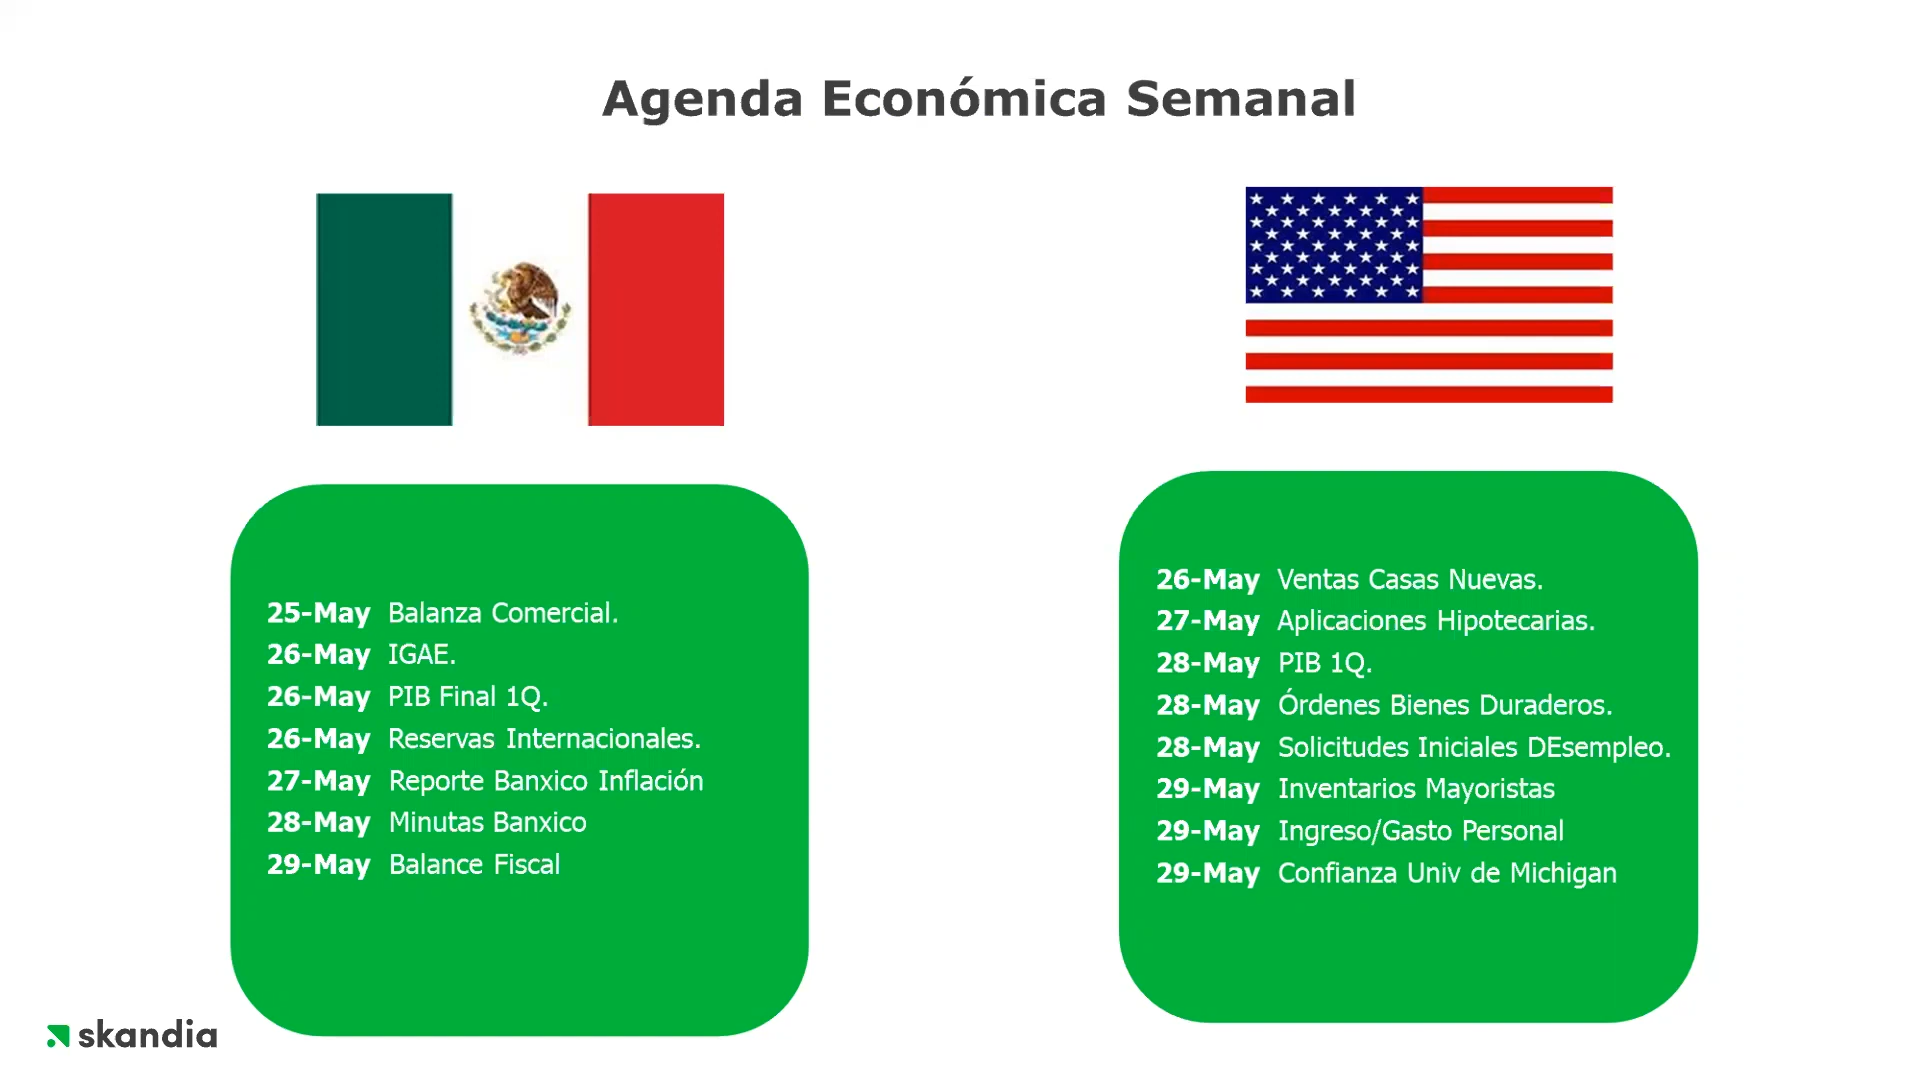 Agenda Económica Semanal
25-May Balanza Comercial.
26-May IGAE.
26-May PIB Final 1Q.
26-May Reservas Internacionales.
27-May Reporte Banxico Inflación
28-May Minutas Banxico
29-May Balance Fiscal
26-May Ventas Casas Nuevas.
27-May Aplicaciones Hipotecarias.
28-May PIB 1Q.
28-May Órdenes Bienes Duraderos.
28-May Solicitudes Iniciales DEsempleo.
29-May Inventarios Mayoristas
29-May Ingreso/Gasto Personal
29-May Confianza Univ de Michigan
skandia